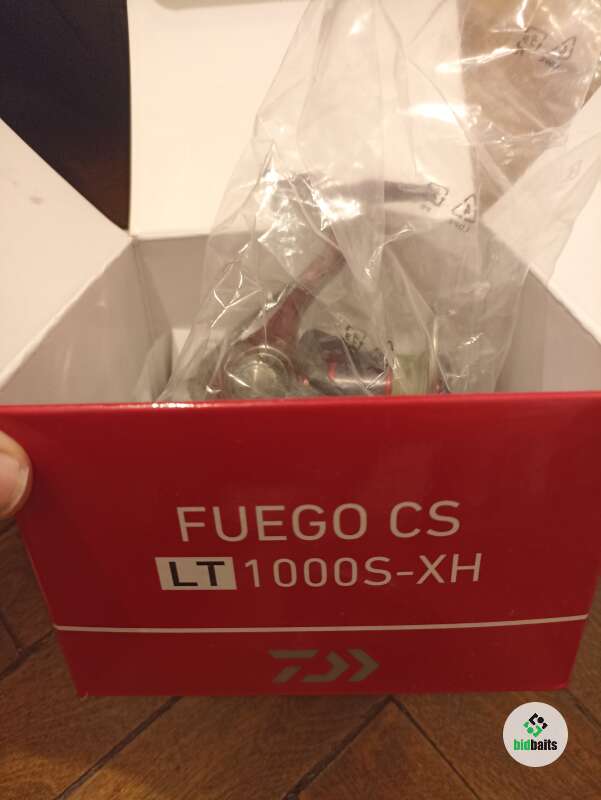 FUEGO CS
LT 1000S-XH
bidbaits